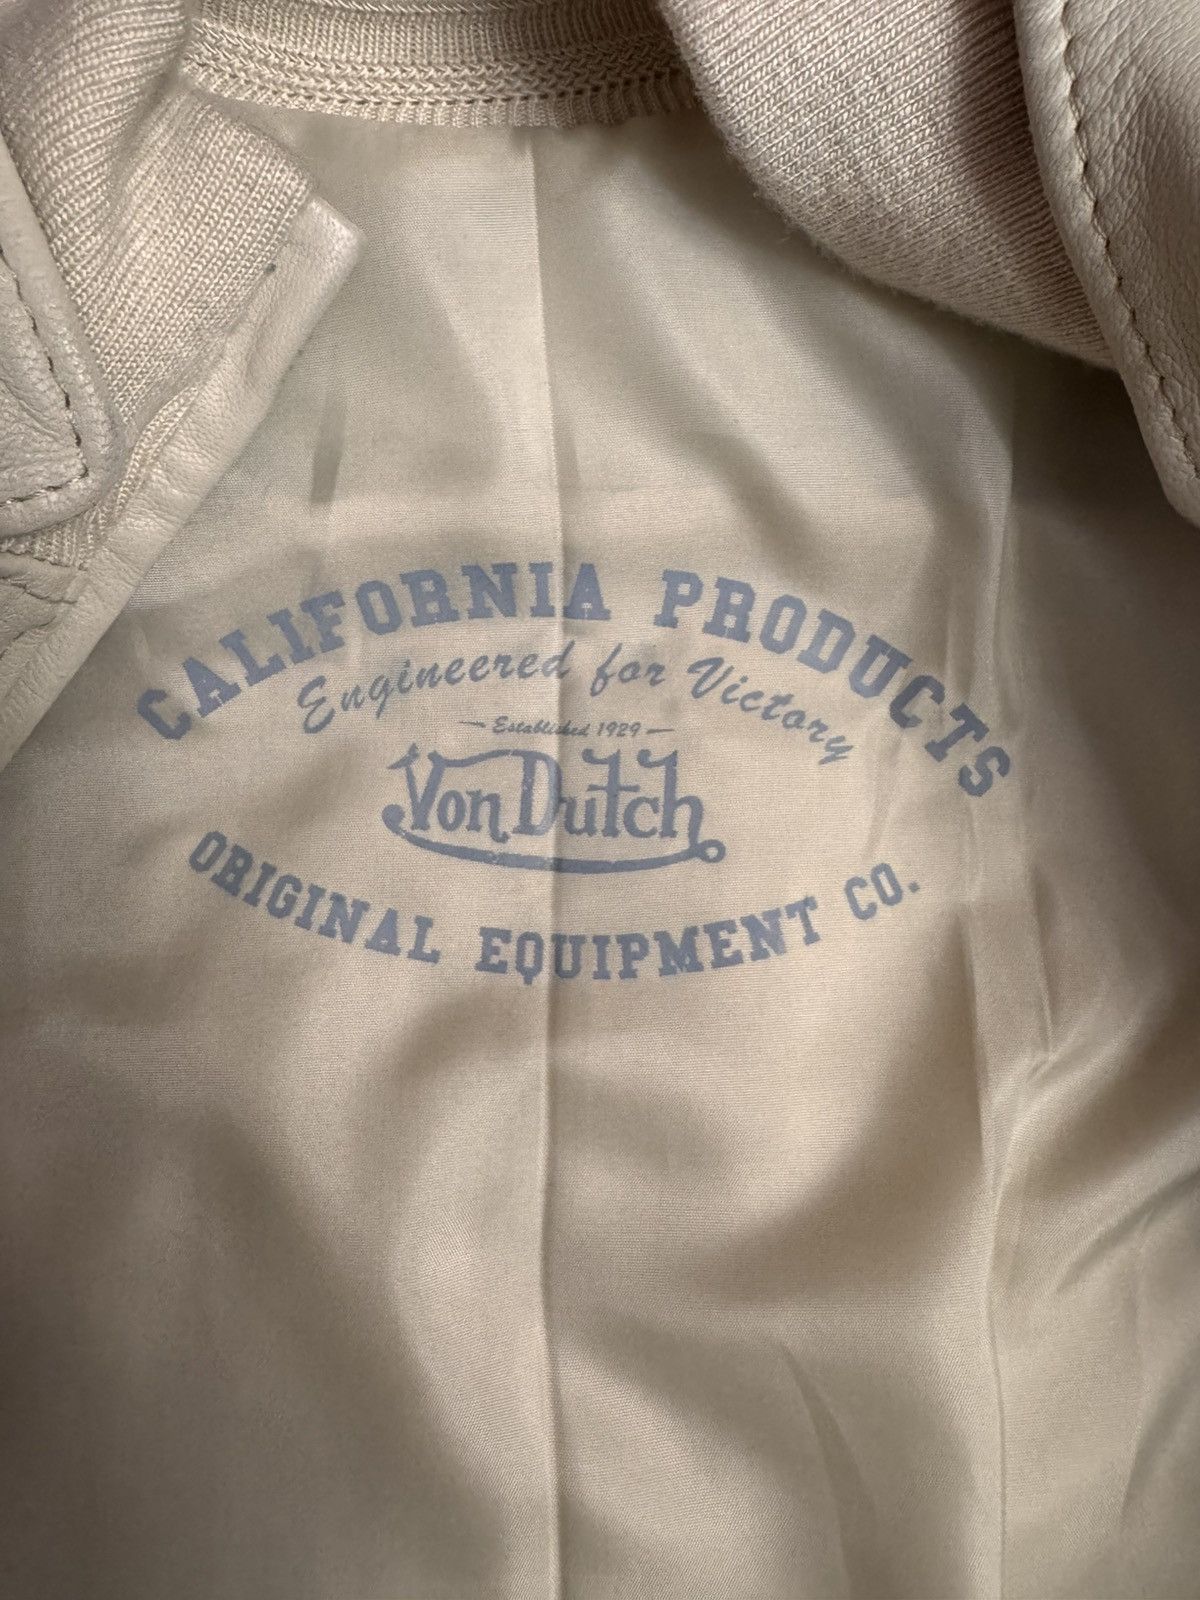 CALIFORNIA PRODUCTS
Engineered for Victory
— Established 1929 —
Von Dutch
ORIGINAL EQUIPMENT CO.